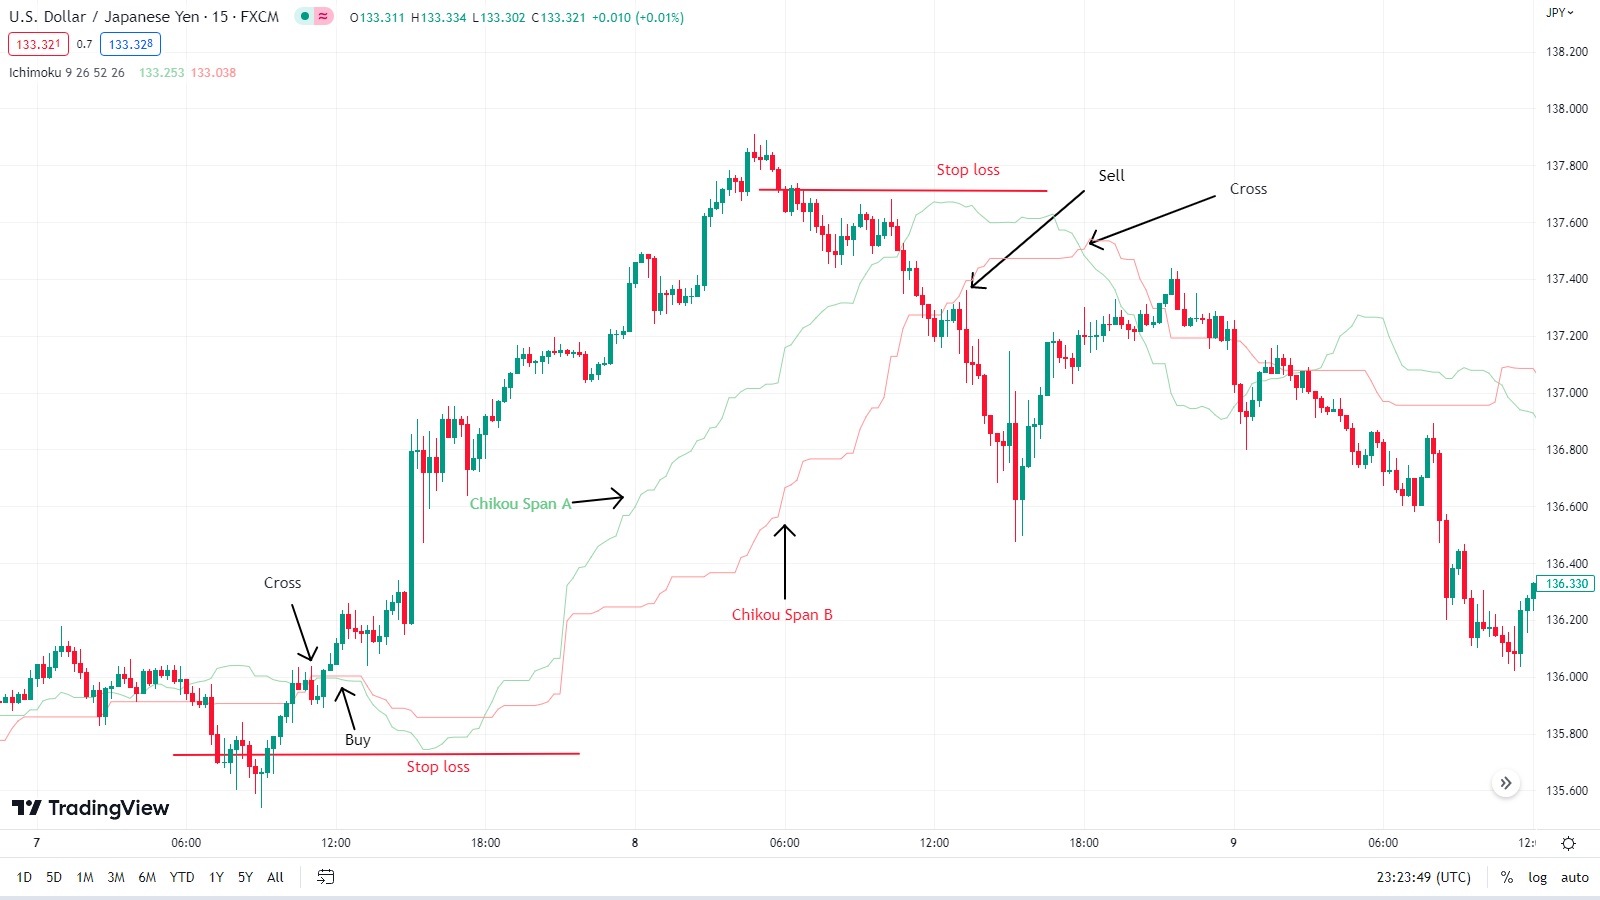 U.S. Dollar / Japanese Yen · 15 · FXCM ≈ O133.311 H133.334 L133.302 C133.321 +0.010 (+0.01%)
JPY
133.321 0.7 133.328
Ichimoku 9 26 52 26 133.253 133.038
138.200
138.000
137.800
137.600
137.400
137.200
137.000
136.800
136.600
136.400
136.330
136.200
136.000
135.800
135.600
Stop loss
Sell
Cross
Chikou Span A
Cross
Chikou Span B
Buy
Stop loss
TradingView
7 06:00 12:00 18:00 8 06:00 12:00 18:00 9 06:00 12:
1D 5D 1M 3M 6M YTD 1Y 5Y All 23:23:49 (UTC) % log auto